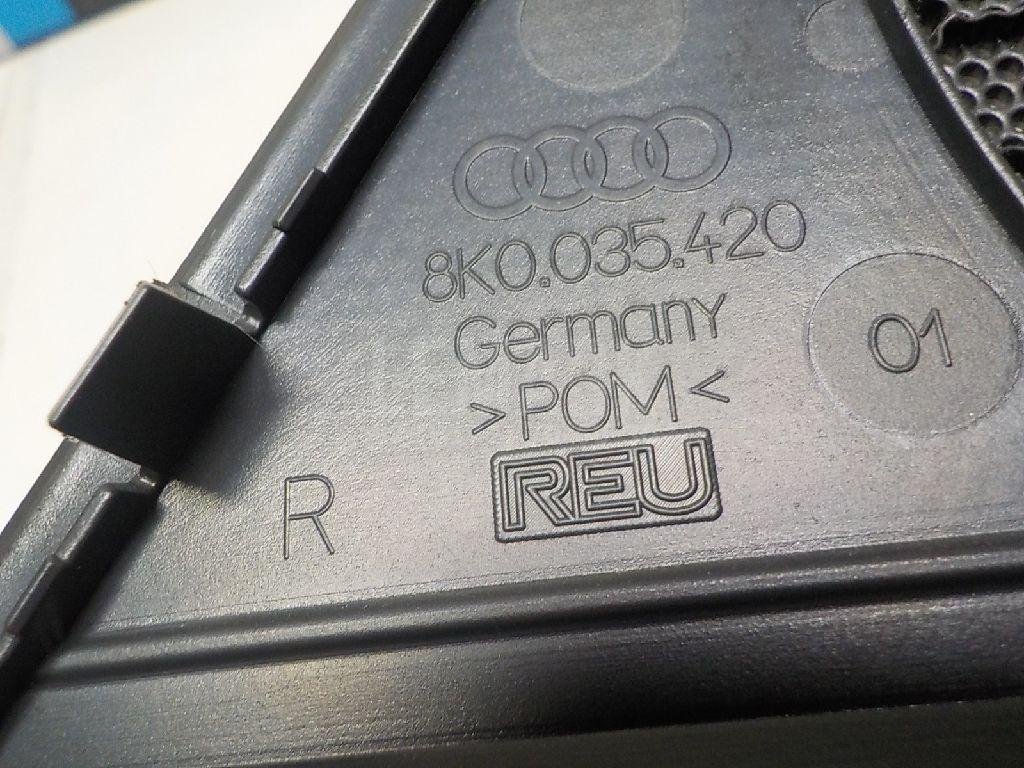 8K0.035.420
Germany
>POM<
REU
R
01